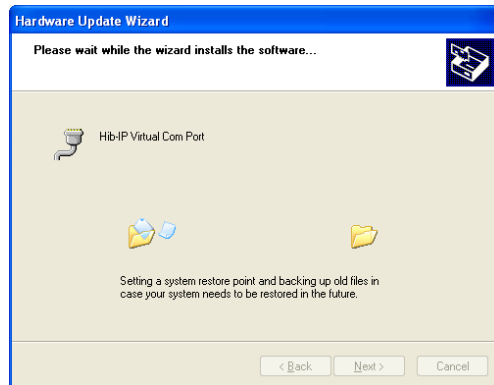 Hardware Update Wizard
Please wait while the wizard installs the software...
Hib-IP Virtual Com Port
Setting a system restore point and backing up old files in
case your system needs to be restored in the future.
< Back Next > Cancel